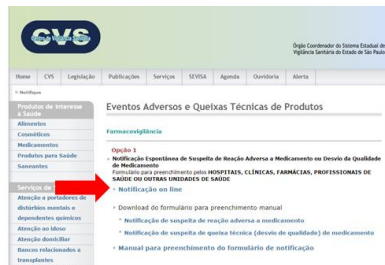 CVS
Órgão Coordenador do Sistema Estadual de
Vigilância Sanitária do Estado de São Paulo
Home CVS Legislação Publicações Serviços SEVISA Agenda Ouvidoria Alerta
Notifique
Produtos de Interesse
a Saúde
Alimentos
Cosméticos
Medicamentos
Produtos para Saúde
Saneantes
Serviços de
Atenção a portadores de
distúrbios mentais e
dependentes químicos
Atenção ao Idoso
Atenção domiciliar
Bancos relacionados a
transplantes
Eventos Adversos e Queixas Técnicas de Produtos
Farmacovigilância
Opção 1
Notificação Espontânea de Suspeita de Reação Adversa a Medicamento ou Desvio da Qualidade
de Medicamento
Formulário para preenchimento pelos HOSPITAIS, CLÍNICAS, FARMÁCIAS, PROFISSIONAIS DE
SAÚDE OU OUTRAS UNIDADES DE SAÚDE
Notificação on line
Download do formulário para preenchimento manual
Notificação de suspeita de reação adversa a medicamento
Notificação de suspeita de queixa técnica (desvio de qualidade) de medicamento
Manual para preenchimento do formulário de notificação